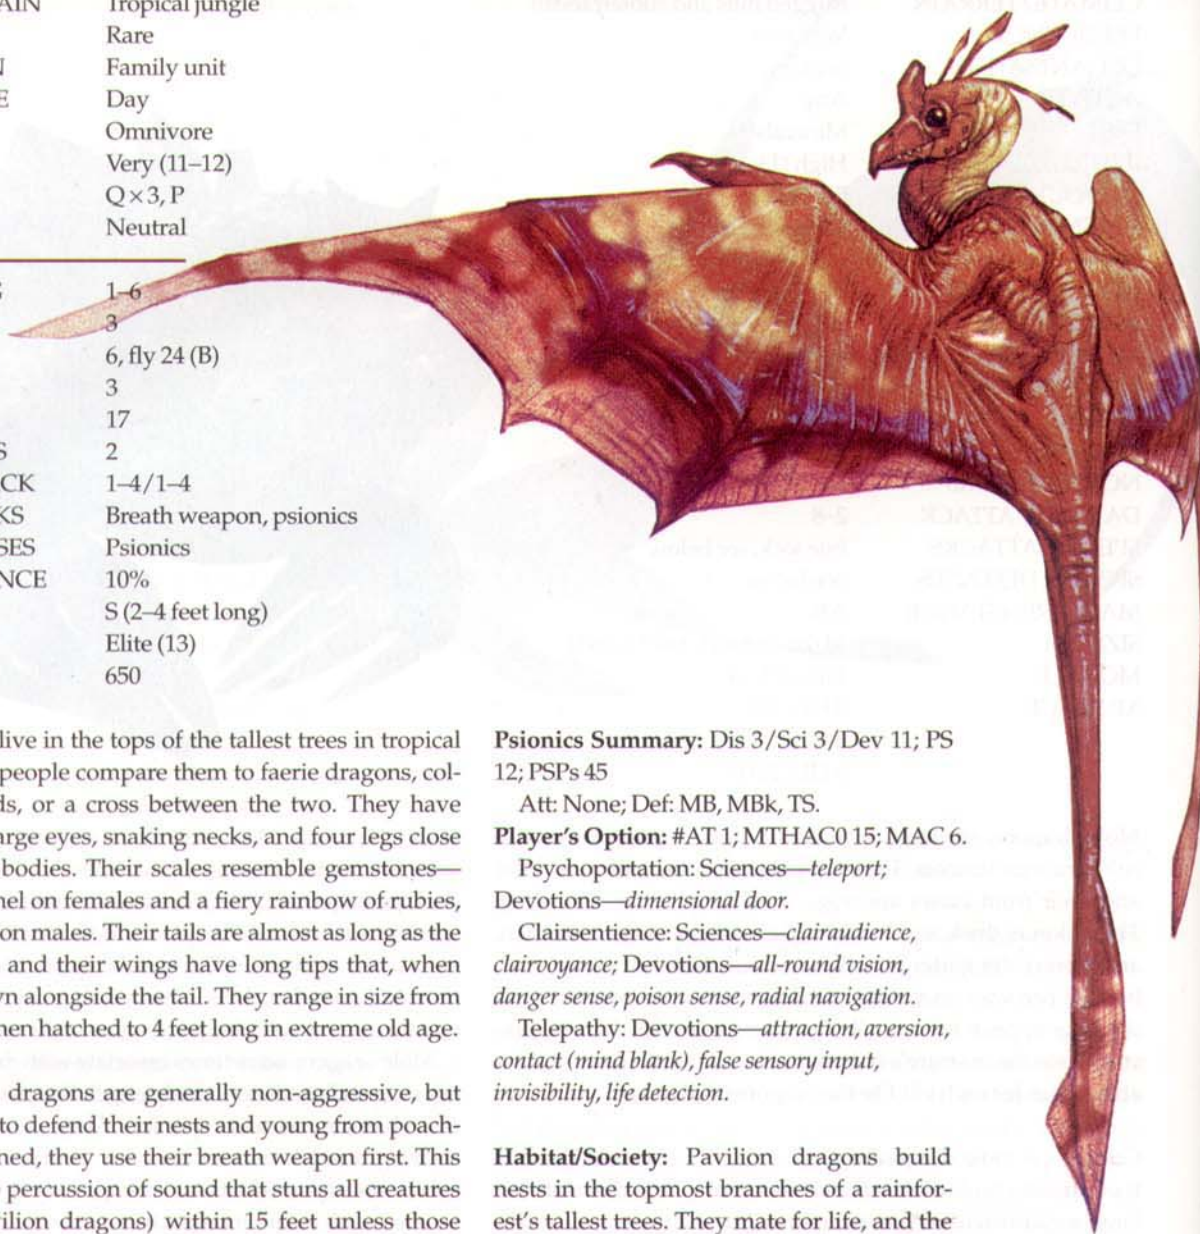 AIN Tropical jungle
Rare
N Family unit
E Day
Omnivore
Very (11–12)
Q×3, P
Neutral
G 1-6
3
6, fly 24 (B)
3
17
S 2
CK 1–4/1–4
KS Breath weapon, psionics
SES Psionics
NCE 10%
S (2–4 feet long)
Elite (13)
650
live in the tops of the tallest trees in tropical
people compare them to faerie dragons, col-
ds, or a cross between the two. They have
arge eyes, snaking necks, and four legs close
bodies. Their scales resemble gemstones—
nel on females and a fiery rainbow of rubies,
on males. Their tails are almost as long as the
and their wings have long tips that, when
vn alongside the tail. They range in size from
hen hatched to 4 feet long in extreme old age.
dragons are generally non-aggressive, but
to defend their nests and young from poach-
ned, they use their breath weapon first. This
percussion of sound that stuns all creatures
vilion dragons) within 15 feet unless those
Psionics Summary: Dis 3/Sci 3/Dev 11; PS
12; PSPs 45
Att: None; Def: MB, MBk, TS.
Player's Option: #AT 1; MTHAC0 15; MAC 6.
Psychoportation: Sciences—teleport;
Devotions—dimensional door.
Clairsentience: Sciences—clairaudience,
clairvoyance; Devotions—all-round vision,
danger sense, poison sense, radial navigation.
Telepathy: Devotions—attraction, aversion,
contact (mind blank), false sensory input,
invisibility, life detection.
Habitat/Society: Pavilion dragons build
nests in the topmost branches of a rainfor-
est's tallest trees. They mate for life, and the